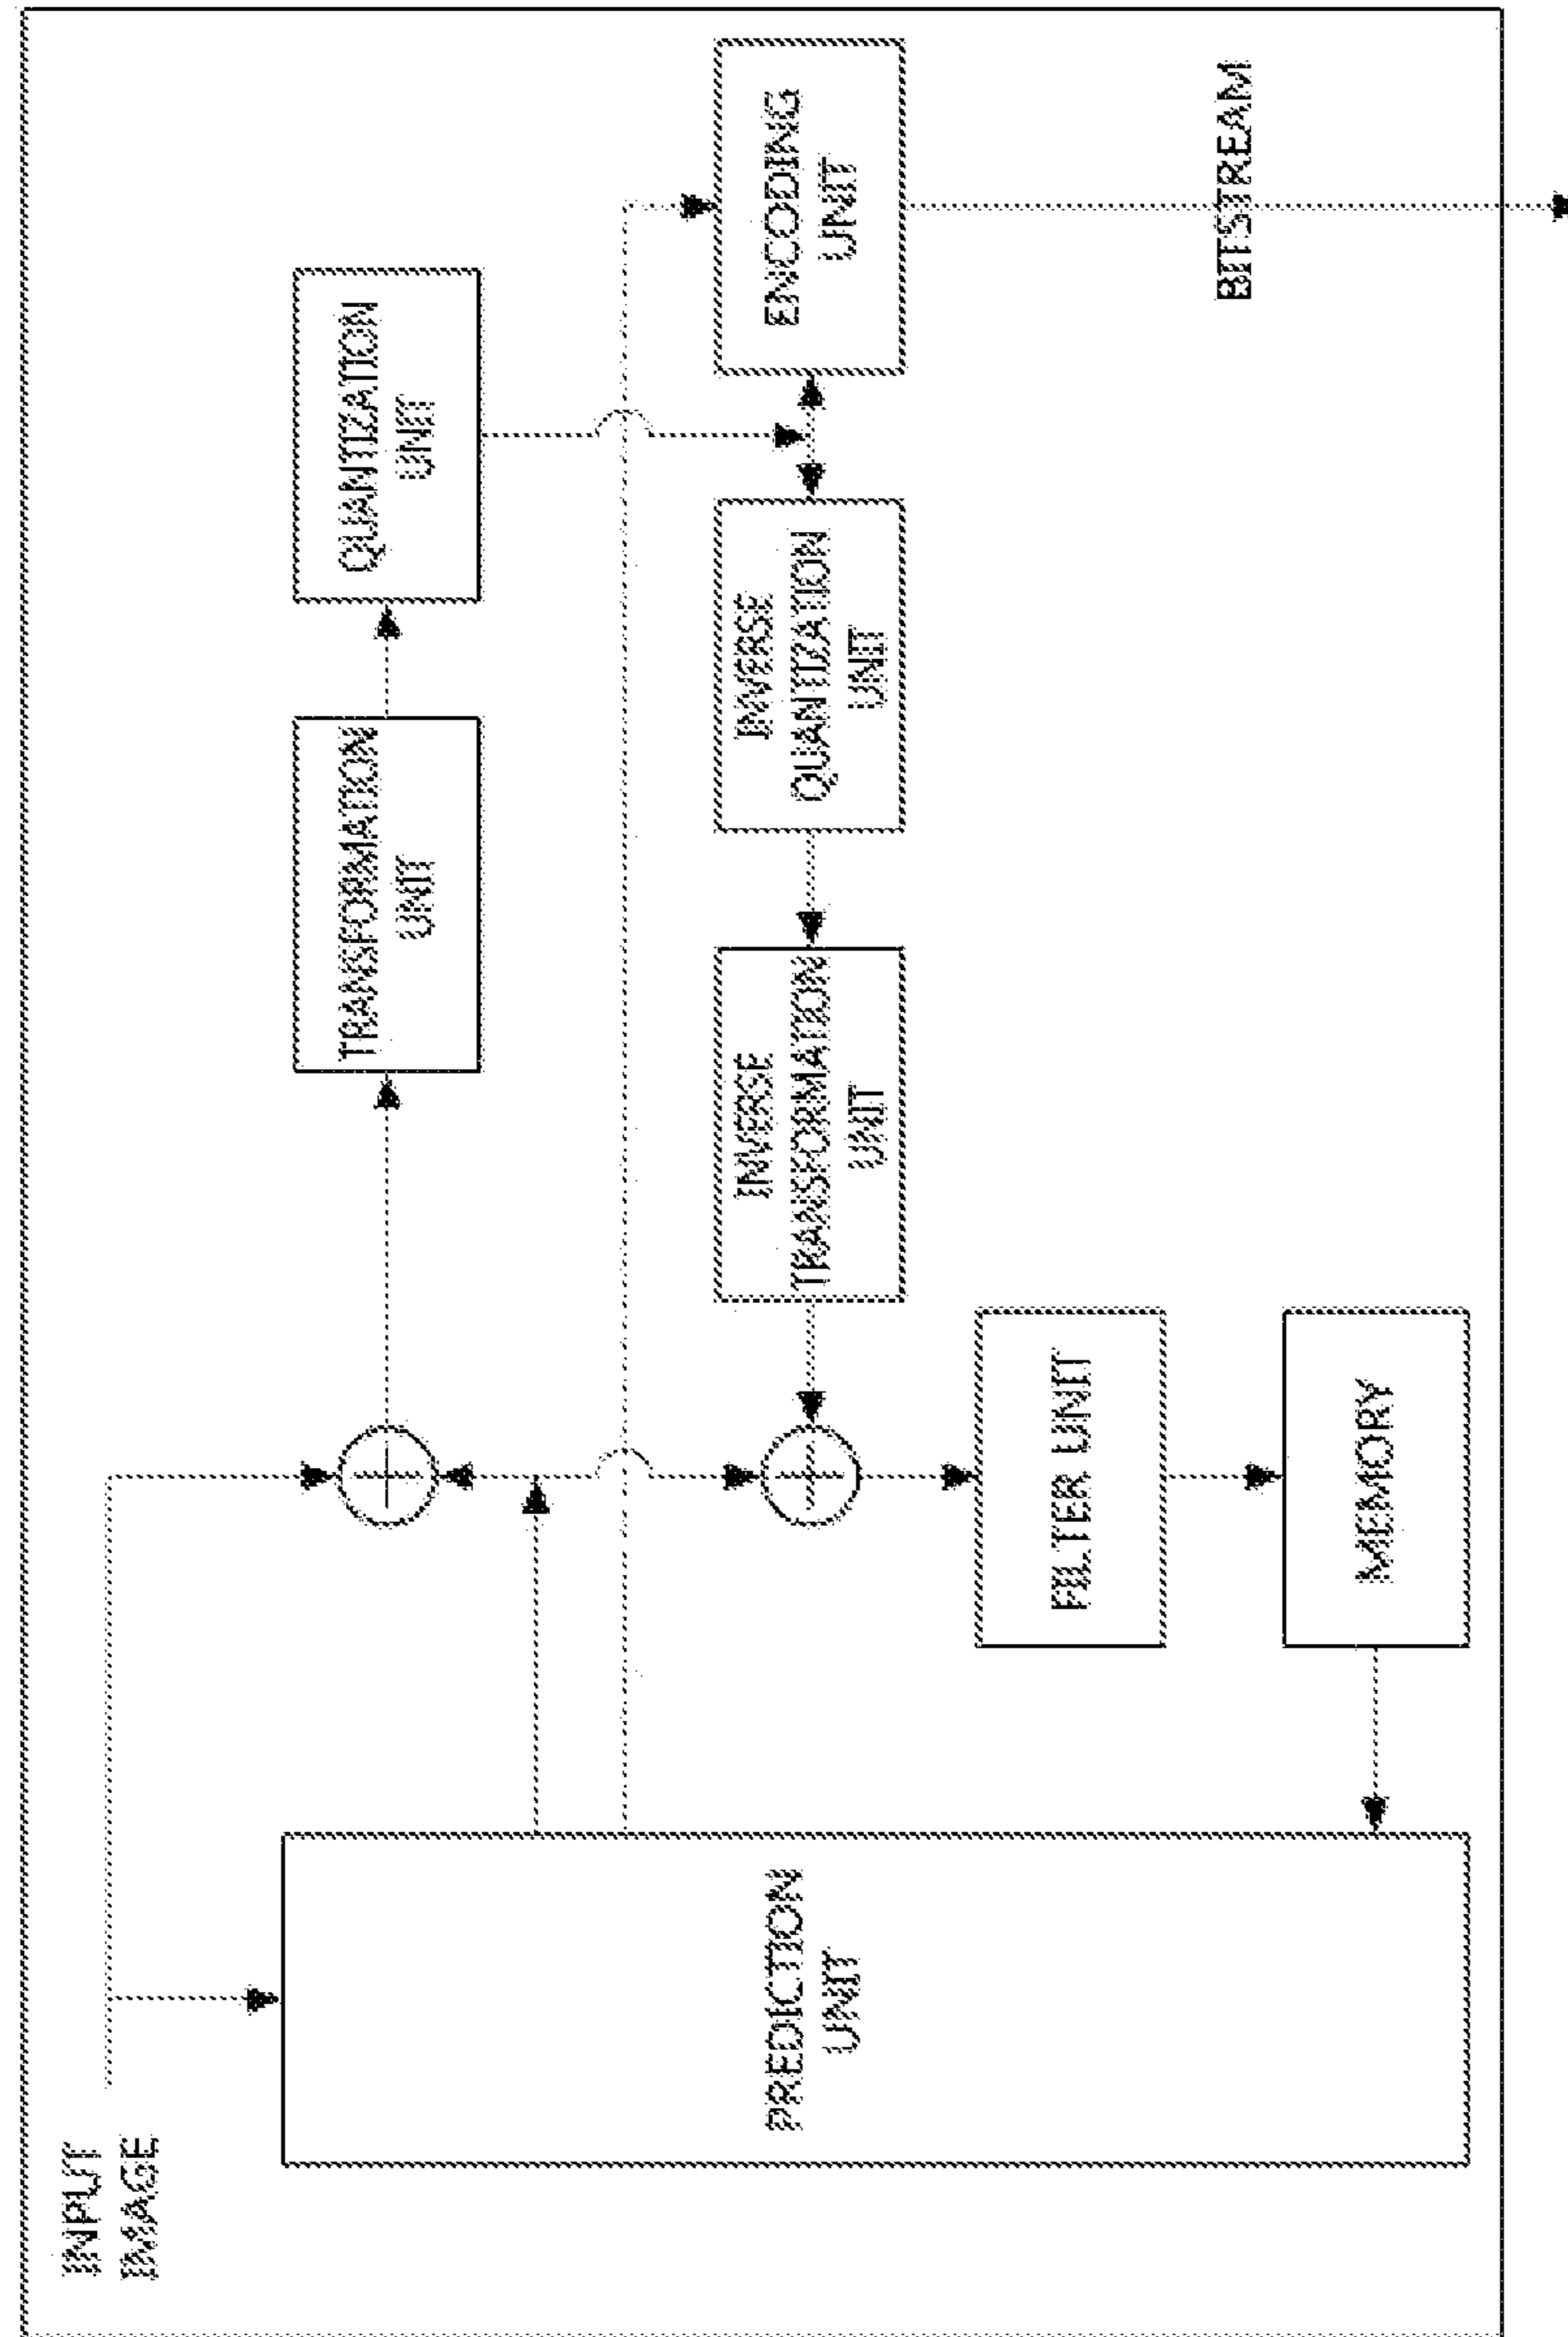 INPUT
IMAGE
TRANSFORMATION
UNIT
QUANTIZATION
UNIT
PREDICTION
UNIT
INVERSE
TRANSFORMATION
UNIT
INVERSE
QUANTIZATION
UNIT
ENCODING
UNIT
FILTER UNIT
BITSTREAM
MEMORY